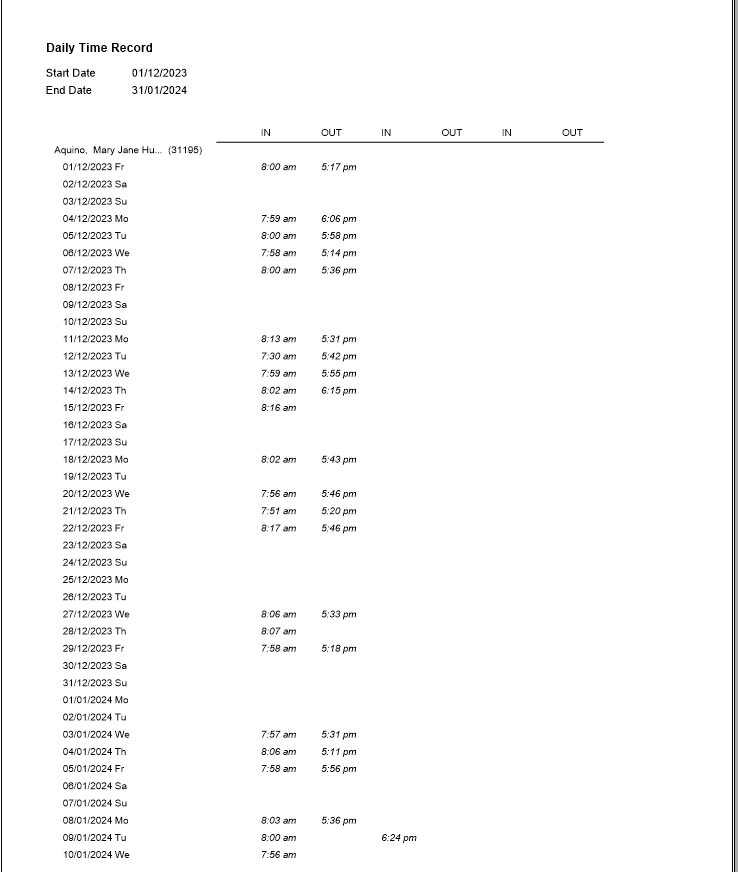 Daily Time Record
Start Date 01/12/2023
End Date 31/01/2024
IN OUT IN OUT IN OUT
Aquino, Mary Jane Hu... (31195)
01/12/2023 Fr 8:00 am 5:17 pm
02/12/2023 Sa
03/12/2023 Su
04/12/2023 Mo 7:59 am 6:06 pm
05/12/2023 Tu 8:00 am 5:58 pm
06/12/2023 We 7:58 am 5:14 pm
07/12/2023 Th 8:00 am 5:36 pm
08/12/2023 Fr
09/12/2023 Sa
10/12/2023 Su
11/12/2023 Mo 8:13 am 5:31 pm
12/12/2023 Tu 7:30 am 5:42 pm
13/12/2023 We 7:59 am 5:55 pm
14/12/2023 Th 8:02 am 6:15 pm
15/12/2023 Fr 8:16 am
16/12/2023 Sa
17/12/2023 Su
18/12/2023 Mo 8:02 am 5:43 pm
19/12/2023 Tu
20/12/2023 We 7:56 am 5:46 pm
21/12/2023 Th 7:51 am 5:20 pm
22/12/2023 Fr 8:17 am 5:46 pm
23/12/2023 Sa
24/12/2023 Su
25/12/2023 Mo
26/12/2023 Tu
27/12/2023 We 8:06 am 5:33 pm
28/12/2023 Th 8:07 am
29/12/2023 Fr 7:58 am 5:18 pm
30/12/2023 Sa
31/12/2023 Su
01/01/2024 Mo
02/01/2024 Tu
03/01/2024 We 7:57 am 5:31 pm
04/01/2024 Th 8:06 am 5:11 pm
05/01/2024 Fr 7:58 am 5:56 pm
06/01/2024 Sa
07/01/2024 Su
08/01/2024 Mo 8:03 am 5:36 pm
09/01/2024 Tu 8:00 am 6:24 pm
10/01/2024 We 7:56 am